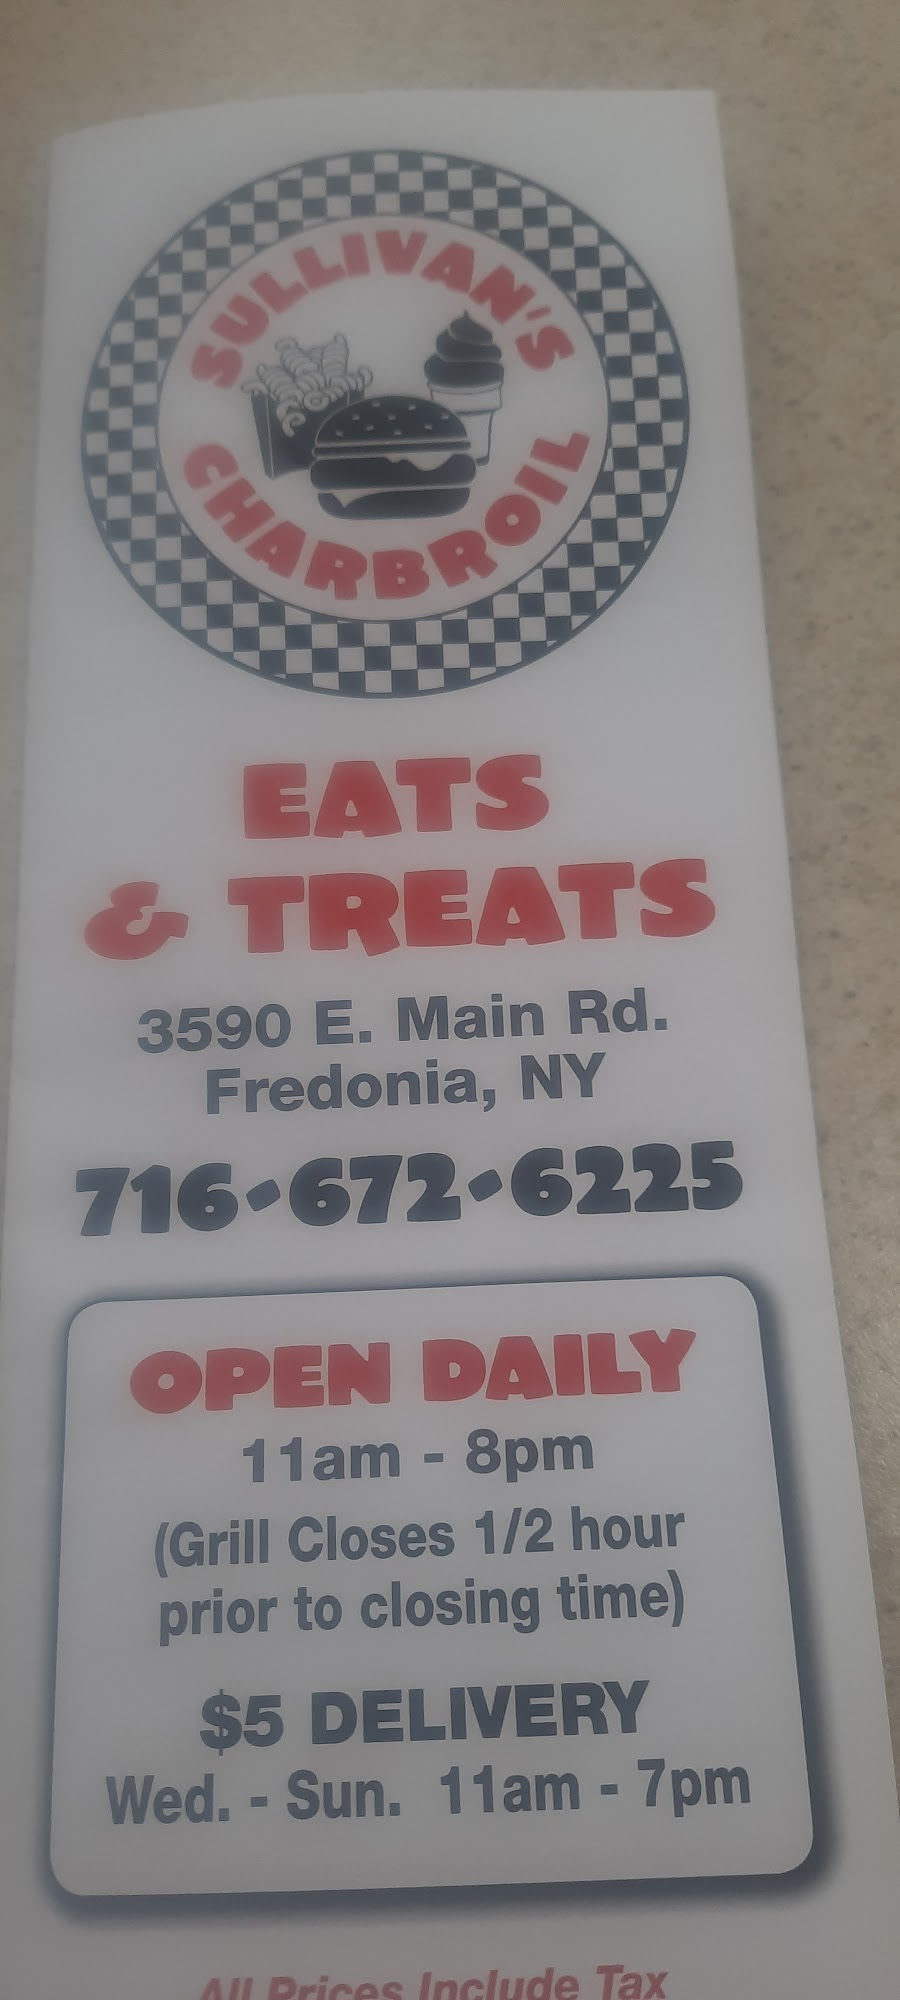 SULLIVAN'S
CHARBROIL
EATS
& TREATS
3590 E. Main Rd.
Fredonia, NY
716•672•6225
OPEN DAILY
11am - 8pm
(Grill Closes 1/2 hour
prior to closing time)
$5 DELIVERY
Wed. - Sun. 11am - 7pm
All Prices Include Tax